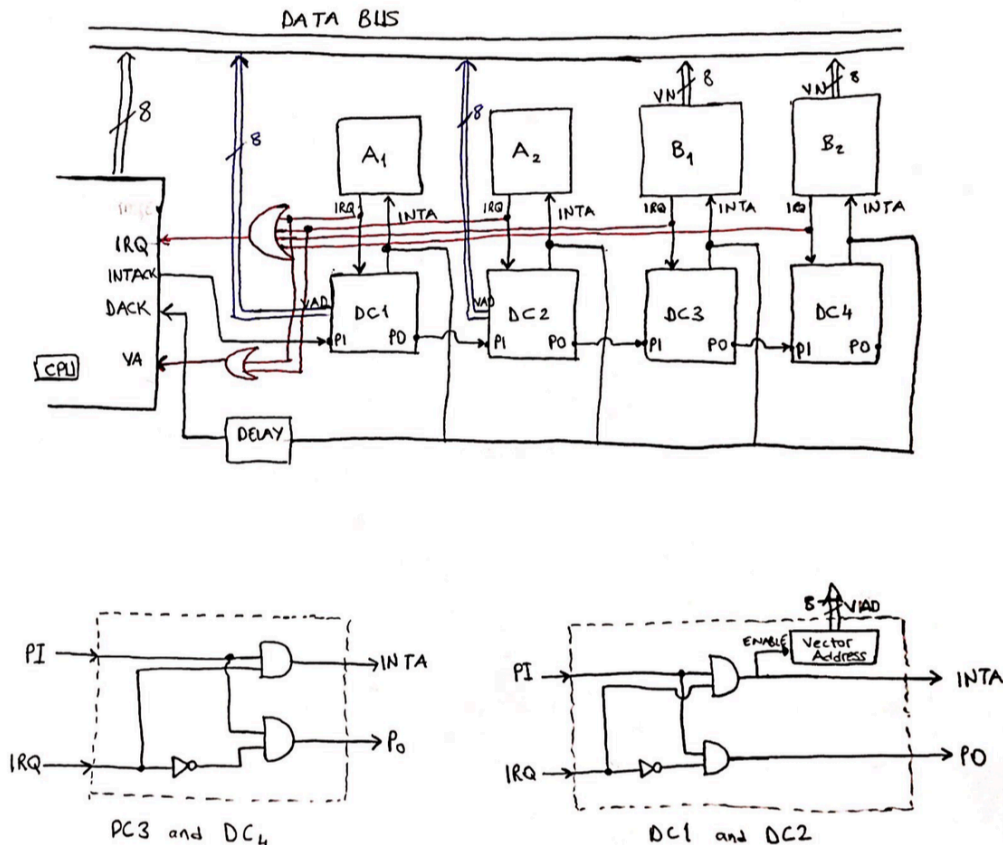 DATA BUS
8 8 8 VN 8 VN 8
A1 A2 B1 B2
IRQ INTA IRQ INTA IRQ INTA IRQ INTA
IRQ
INTACK
DACK
VA
CPU
VAD DC1 PI PO
VAD DC2 PI PO
DC3 PI PO
DC4 PI PO
DELAY
PI INTA
IRQ PO
PC3 and DC4
8 VIAD
ENABLE Vector
Address
PI INTA
IRQ PO
DC1 and DC2